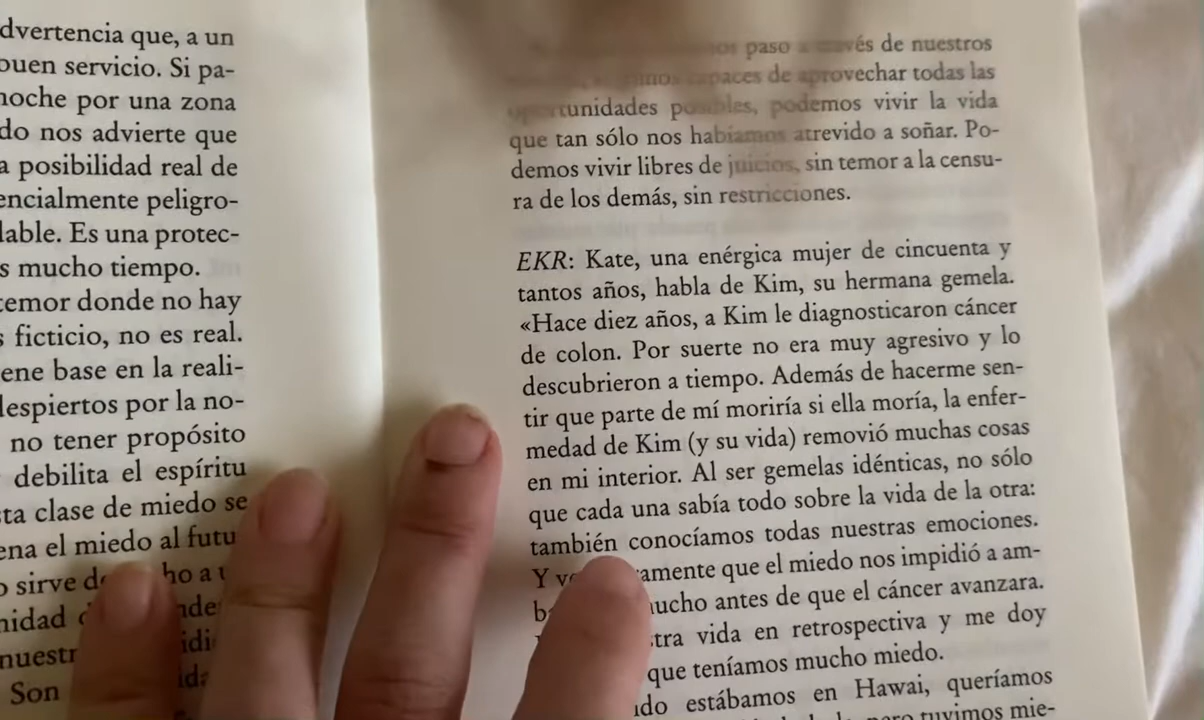 dvertencia que, a un
buen servicio. Si pa-
noche por una zona
do nos advierte que
a posibilidad real de
encialmente peligro-
lable. Es una protec-
s mucho tiempo.
temor donde no hay
s ficticio, no es real.
ene base en la reali-
despiertos por la no-
no tener propósito
debilita el espíritu
sta clase de miedo se
ena el miedo al futu
o sirve de ho a
nidad
nuestr
Son
paso a través de nuestros
capaces de aprovechar todas las
oportunidades posibles, podemos vivir la vida
que tan sólo nos habíamos atrevido a soñar. Po-
demos vivir libres de juicios, sin temor a la censu-
ra de los demás, sin restricciones.
EKR: Kate, una enérgica mujer de cincuenta y
tantos años, habla de Kim, su hermana gemela.
«Hace diez años, a Kim le diagnosticaron cáncer
de colon. Por suerte no era muy agresivo y lo
descubrieron a tiempo. Además de hacerme sen-
tir que parte de mí moriría si ella moría, la enfer-
medad de Kim (y su vida) removió muchas cosas
en mi interior. Al ser gemelas idénticas, no sólo
que cada una sabía todo sobre la vida de la otra:
también conocíamos todas nuestras emociones.
Y ramente que el miedo nos impidió a am-
mucho antes de que el cáncer avanzara.
stra vida en retrospectiva y me doy
que teníamos mucho miedo.
ido estábamos en Hawai, queríamos
pero tuvimos mie-